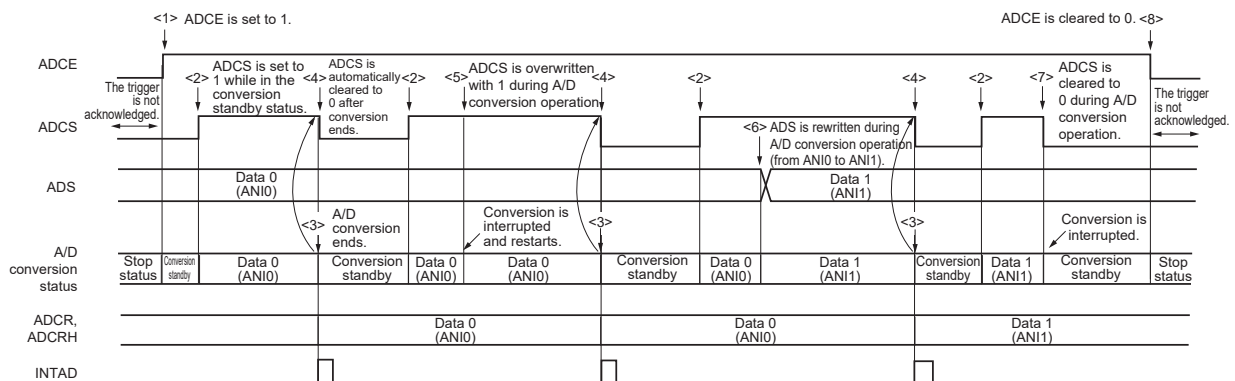 <1> ADCE is set to 1.
ADCE is cleared to 0. <8>
ADCE
The trigger
is not
acknowledged.
<2>
ADCS is set to
1 while in the
conversion
standby status.
<4>
ADCS is
automatically
cleared to
0 after
conversion
ends.
<2>
<5>
ADCS is overwritten
with 1 during A/D
conversion operation
<4>
<2>
<4>
<2>
<7>
ADCS is
cleared to
0 during A/D
conversion
operation.
The trigger
is not
acknowledged.
ADCS
<6> ADS is rewritten during
A/D conversion operation
(from ANI0 to ANI1).
ADS
Data 0
(ANI0)
Data 1
(ANI1)
<3>
A/D
conversion
ends.
Conversion is
interrupted
and restarts.
<3>
<3>
Conversion is
interrupted.
A/D
conversion
status
Stop
status
Conversion
standby
Data 0
(ANI0)
Conversion
standby
Data 0
(ANI0)
Data 0
(ANI0)
Conversion
standby
Data 0
(ANI0)
Data 1
(ANI1)
Conversion
standby
Data 1
(ANI1)
Conversion
standby
Stop
status
ADCR,
ADCRH
Data 0
(ANI0)
Data 0
(ANI0)
Data 1
(ANI1)
INTAD